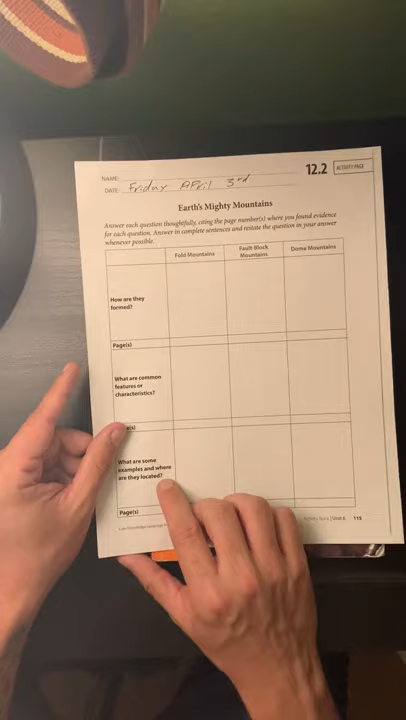 NAME:
12.2 ACTIVITY PAGE
DATE: Friday April 3rd
Earth's Mighty Mountains
Answer each question thoughtfully, citing the page number(s) where you found evidence
for each question. Answer in complete sentences and restate the question in your answer
whenever possible.
Fold Mountains
Fault-Block
Mountains
Dome Mountains
How are they
formed?
Page(s)
What are common
features or
characteristics?
What are some
examples and where
are they located?
Page(s)
Unit 6 115